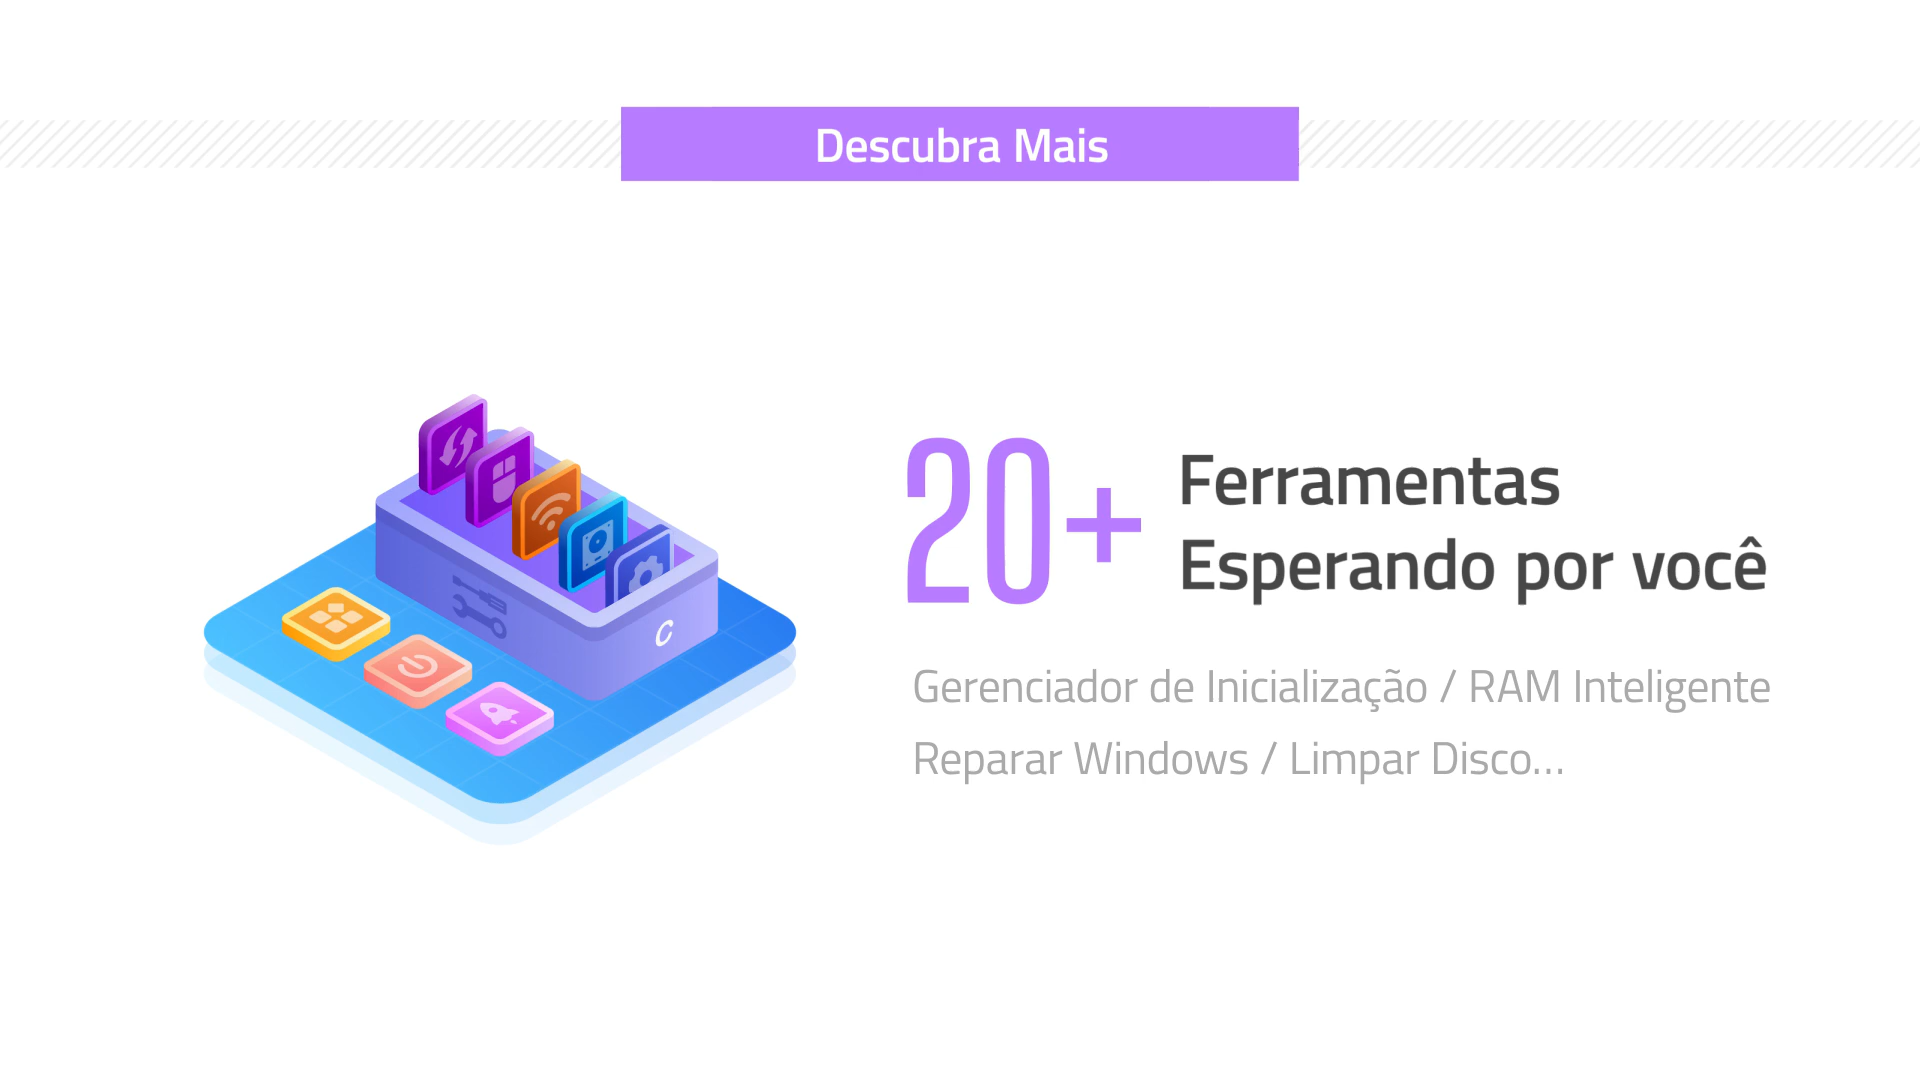 Descubra Mais
20+
Ferramentas
Esperando por você
Gerenciador de Inicialização / RAM Inteligente
Reparar Windows / Limpar Disco...
C